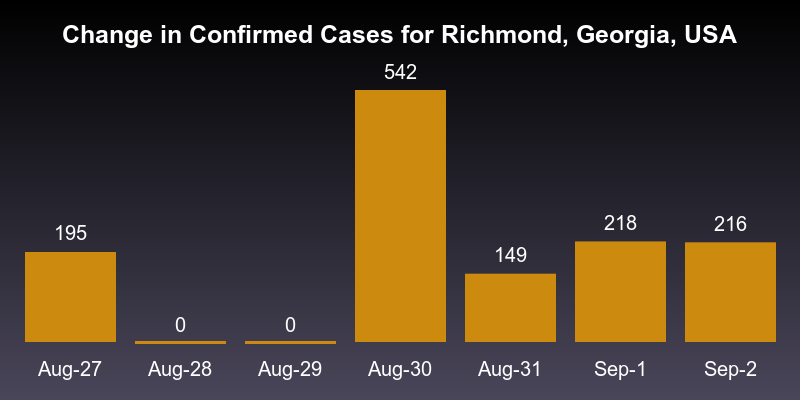 Change in Confirmed Cases for Richmond, Georgia, USA
542
195
0
0
149
218
216
Aug-27
Aug-28
Aug-29
Aug-30
Aug-31
Sep-1
Sep-2